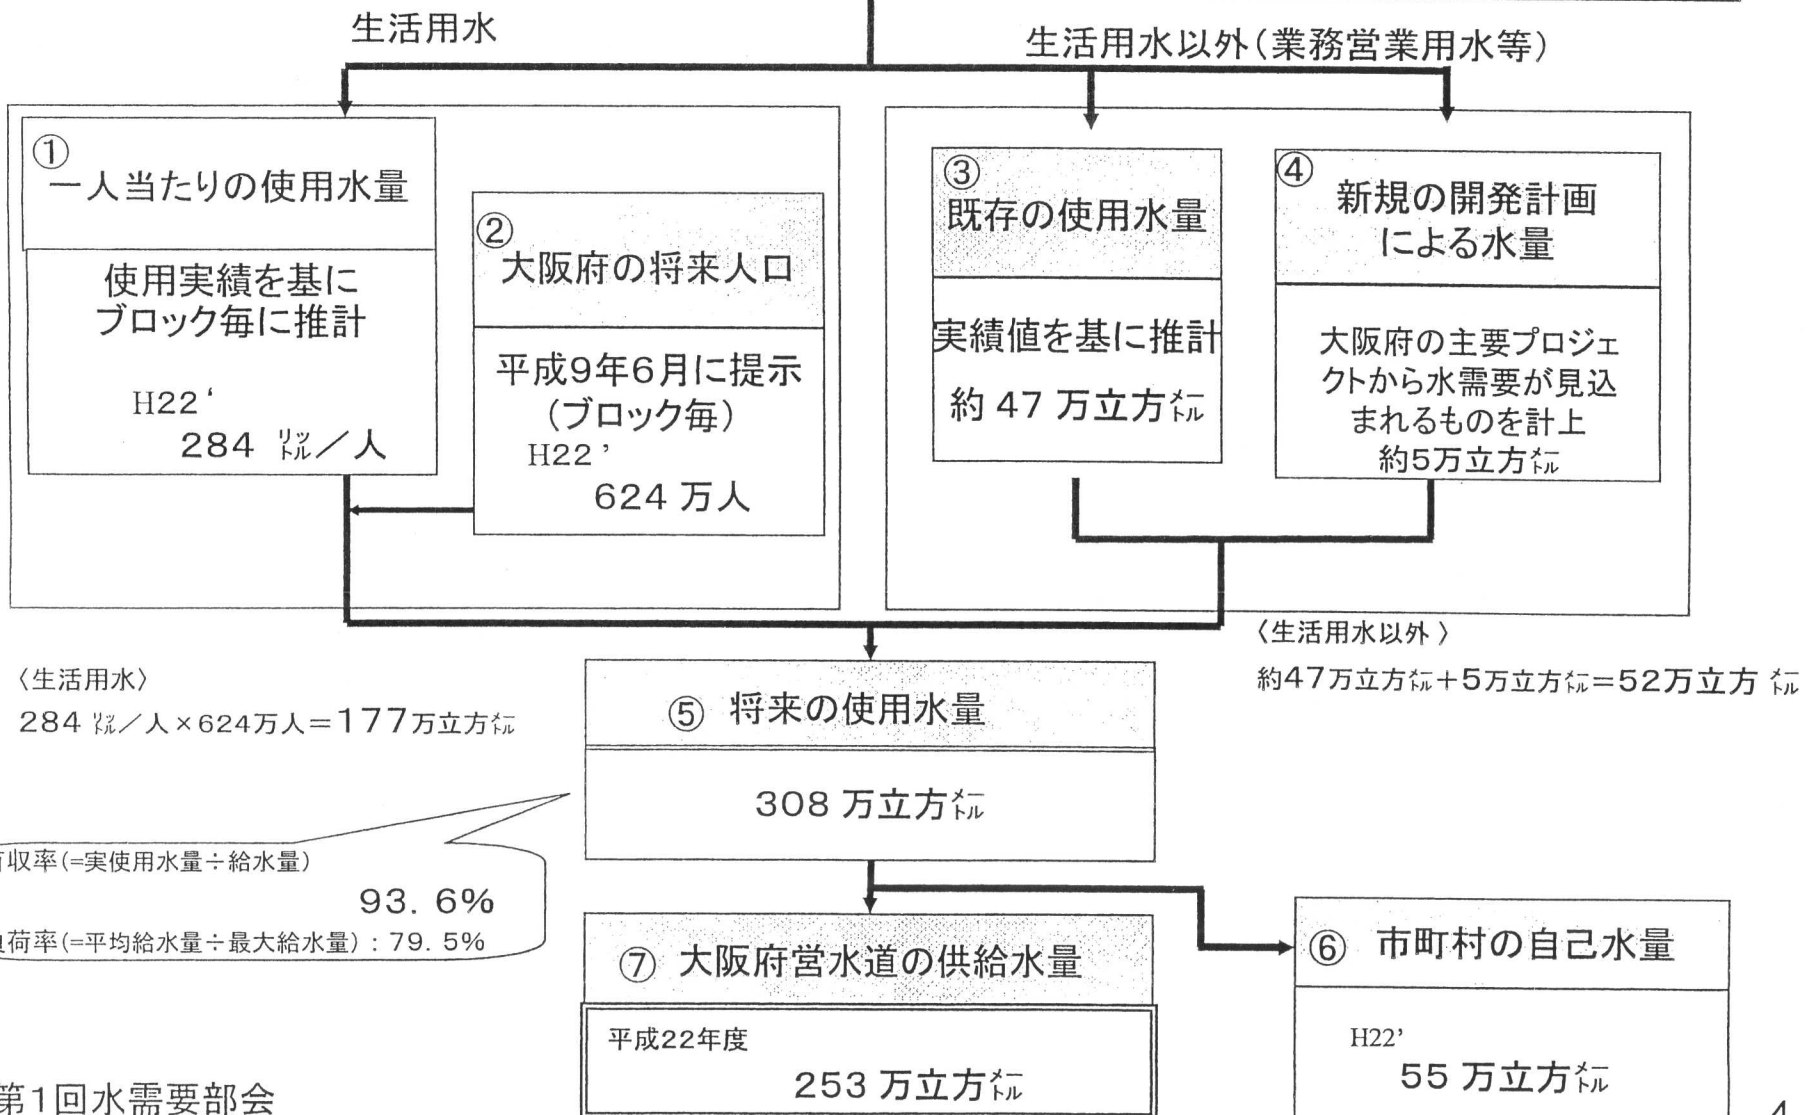 生活用水
生活用水以外(業務営業用水等)
①
一人当たりの使用水量
使用実績を基に
ブロック毎に推計
H22‘
284 リットル／人
②
大阪府の将来人口
平成9年6月に提示
(ブロック毎)
H22’
624 万人
③
既存の使用水量
実績値を基に推計
約 47 万立方メートル
④
新規の開発計画
による水量
大阪府の主要プロジェ
クトから水需要が見込
まれるものを計上
約5万立方メートル
〈生活用水〉
284 リットル／人×624万人＝177万立方メートル
〈生活用水以外〉
約47万立方メートル＋5万立方メートル＝52万立方メートル
⑤ 将来の使用水量
308 万立方メートル
収率(=実使用水量÷給水量)
93. 6%
荷率(=平均給水量÷最大給水量) : 79. 5%
⑦ 大阪府営水道の供給水量
平成22年度
253 万立方メートル
⑥ 市町村の自己水量
H22’
55 万立方メートル
第1回水需要部会